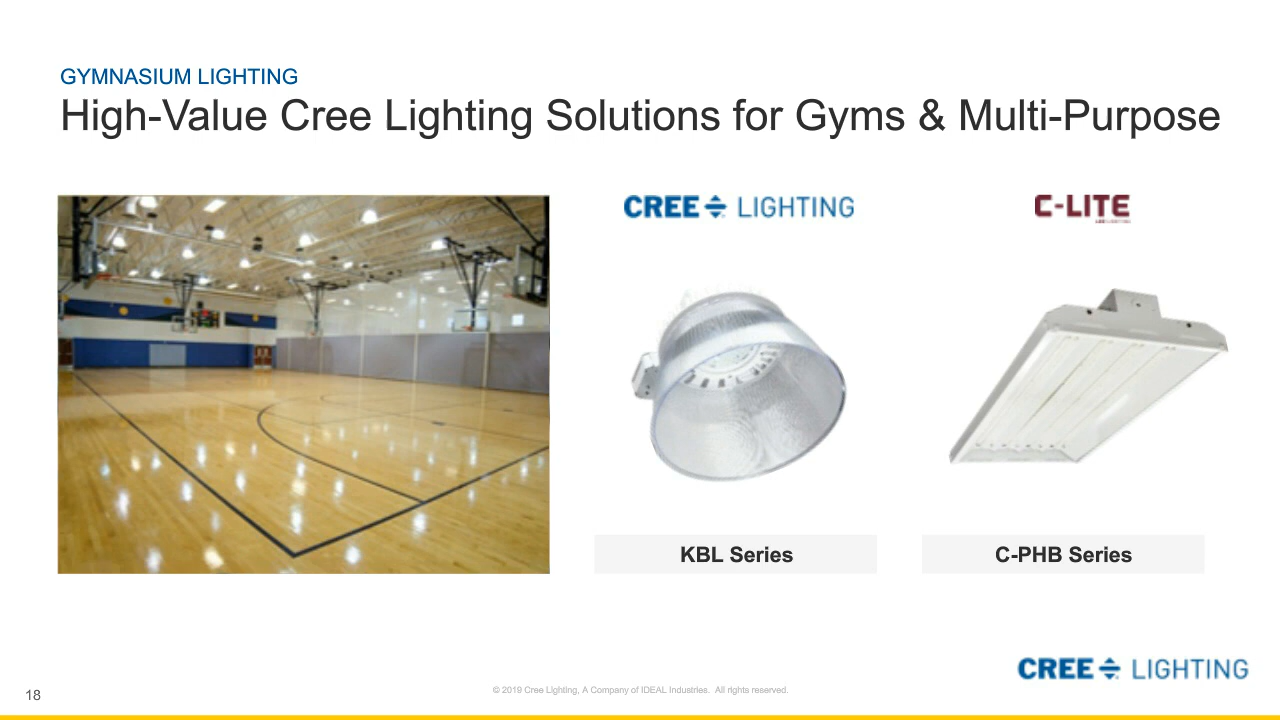 GYMNASIUM LIGHTING
High-Value Cree Lighting Solutions for Gyms & Multi-Purpose
CREE LIGHTING
C-LITE
KBL Series
C-PHB Series
CREE LIGHTING
18
© 2019 Cree Lighting, A Company of IDEAL Industries. All rights reserved.